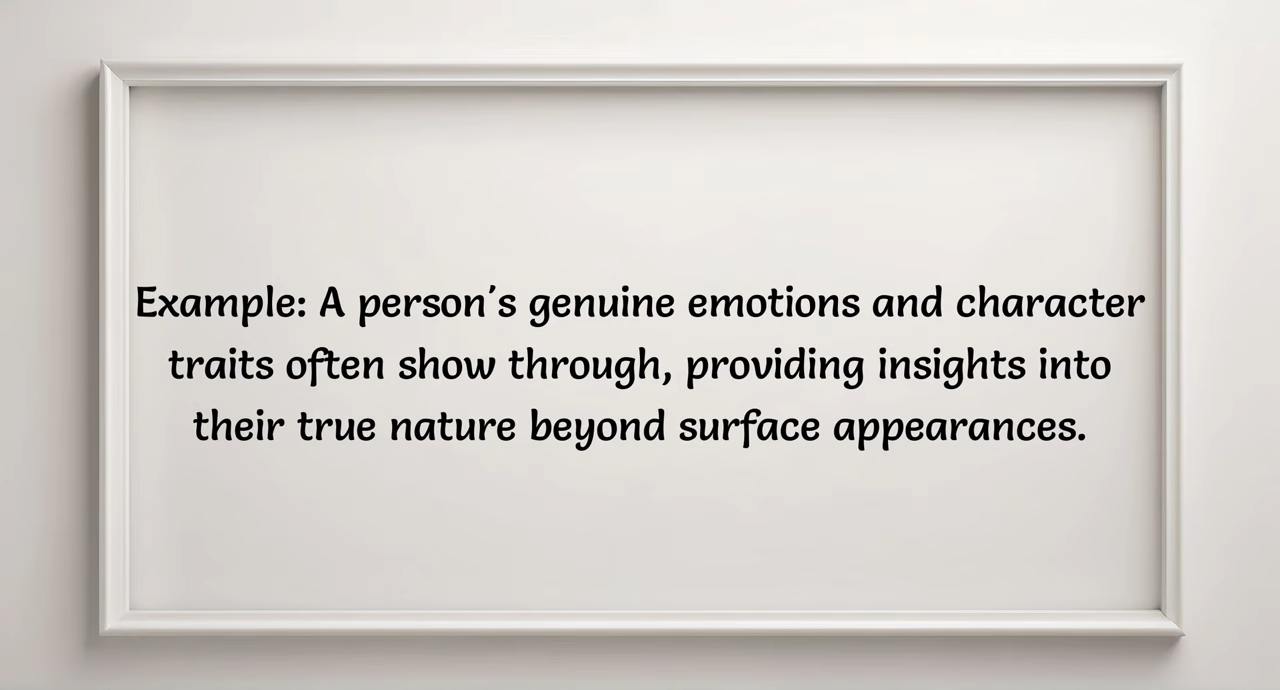 Example: A person's genuine emotions and character
traits often show through, providing insights into
their true nature beyond surface appearances.